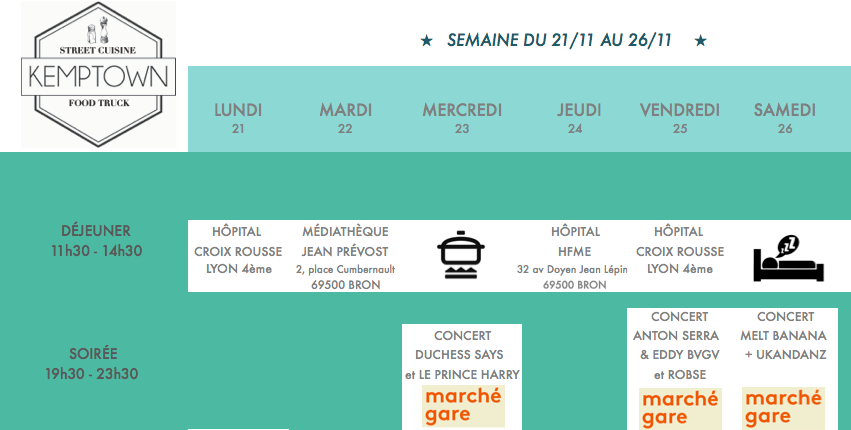 STREET CUISINE
KEMPTOWN
FOOD TRUCK
★ SEMAINE DU 21/11 AU 26/11 ★
LUNDI
21
MARDI
22
MERCREDI
23
JEUDI
24
VENDREDI
25
SAMEDI
26
DÉJEUNER
11h30 - 14h30
HÔPITAL
CROIX ROUSSE
LYON 4ème
MÉDIATHÈQUE
JEAN PRÉVOST
2, place Cumbernault
69500 BRON
HÔPITAL
HFME
32 av Doyen Jean Lépin
69500 BRON
HÔPITAL
CROIX ROUSSE
LYON 4ème
ZZZ
SOIRÉE
19h30 - 23h30
CONCERT
DUCHESS SAYS
et LE PRINCE HARRY
marché
gare
CONCERT
ANTON SERRA
& EDDY BVGV
et ROBSE
marché
gare
CONCERT
MELT BANANA
+ UKANDANZ
marché
gare